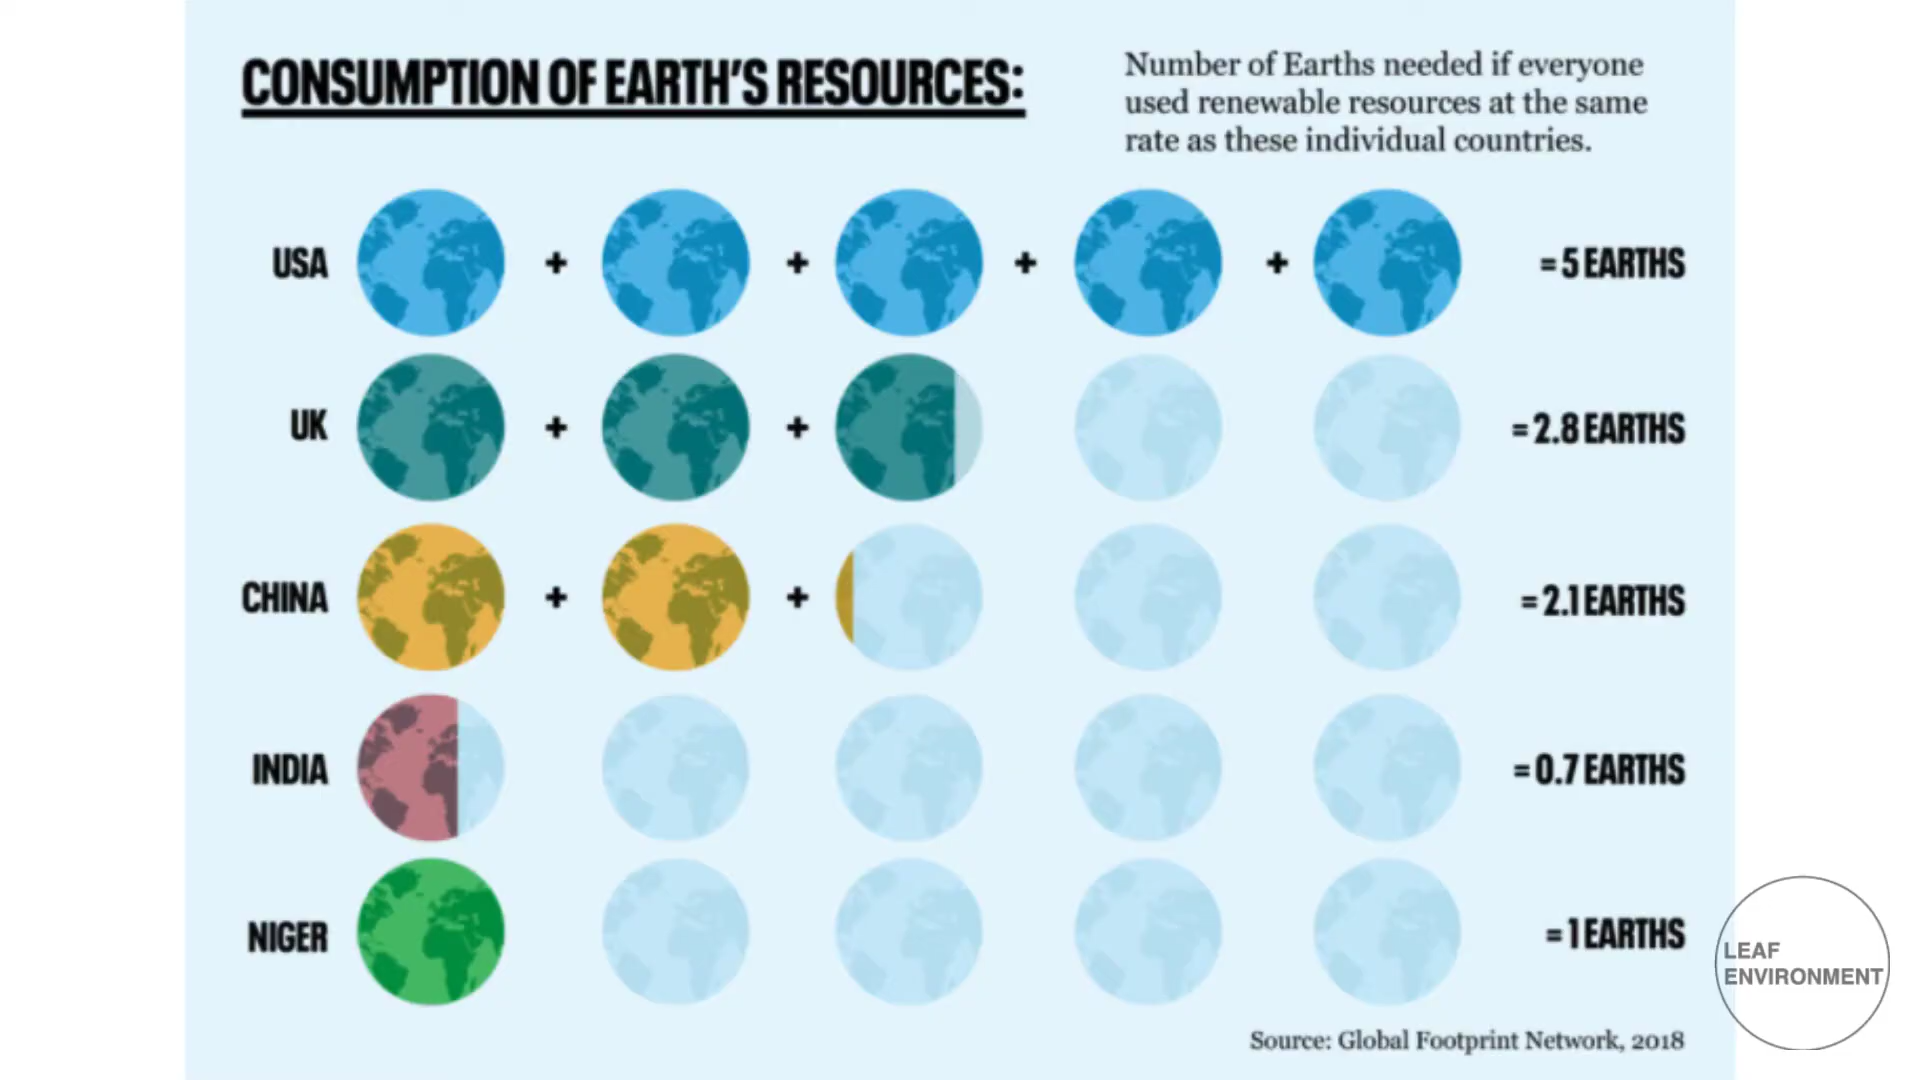 CONSUMPTION OF EARTH'S RESOURCES:
Number of Earths needed if everyone
used renewable resources at the same
rate as these individual countries.
USA + + + + = 5 EARTHS
UK + + = 2.8 EARTHS
CHINA + + = 2.1 EARTHS
INDIA = 0.7 EARTHS
NIGER = 1 EARTHS
LEAF
ENVIRONMENT
Source: Global Footprint Network, 2018